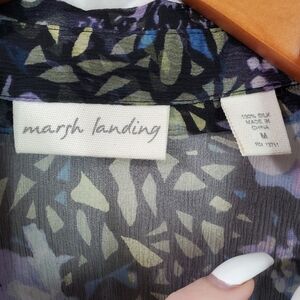 marsh landing
100% SILK
MADE IN
CHINA
M